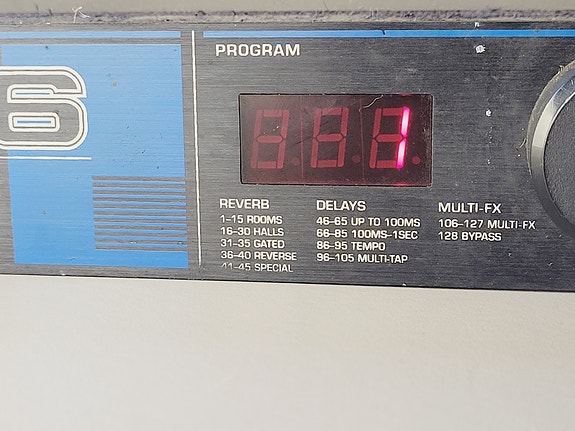 6
PROGRAM
1
REVERB
1–15 ROOMS
16–30 HALLS
31–35 GATED
36–40 REVERSE
41–45 SPECIAL
DELAYS
46-65 UP TO 100MS
66-85 100MS–1SEC
86-95 TEMPO
96-105 MULTI-TAP
MULTI-FX
106–127 MULTI-FX
128 BYPASS